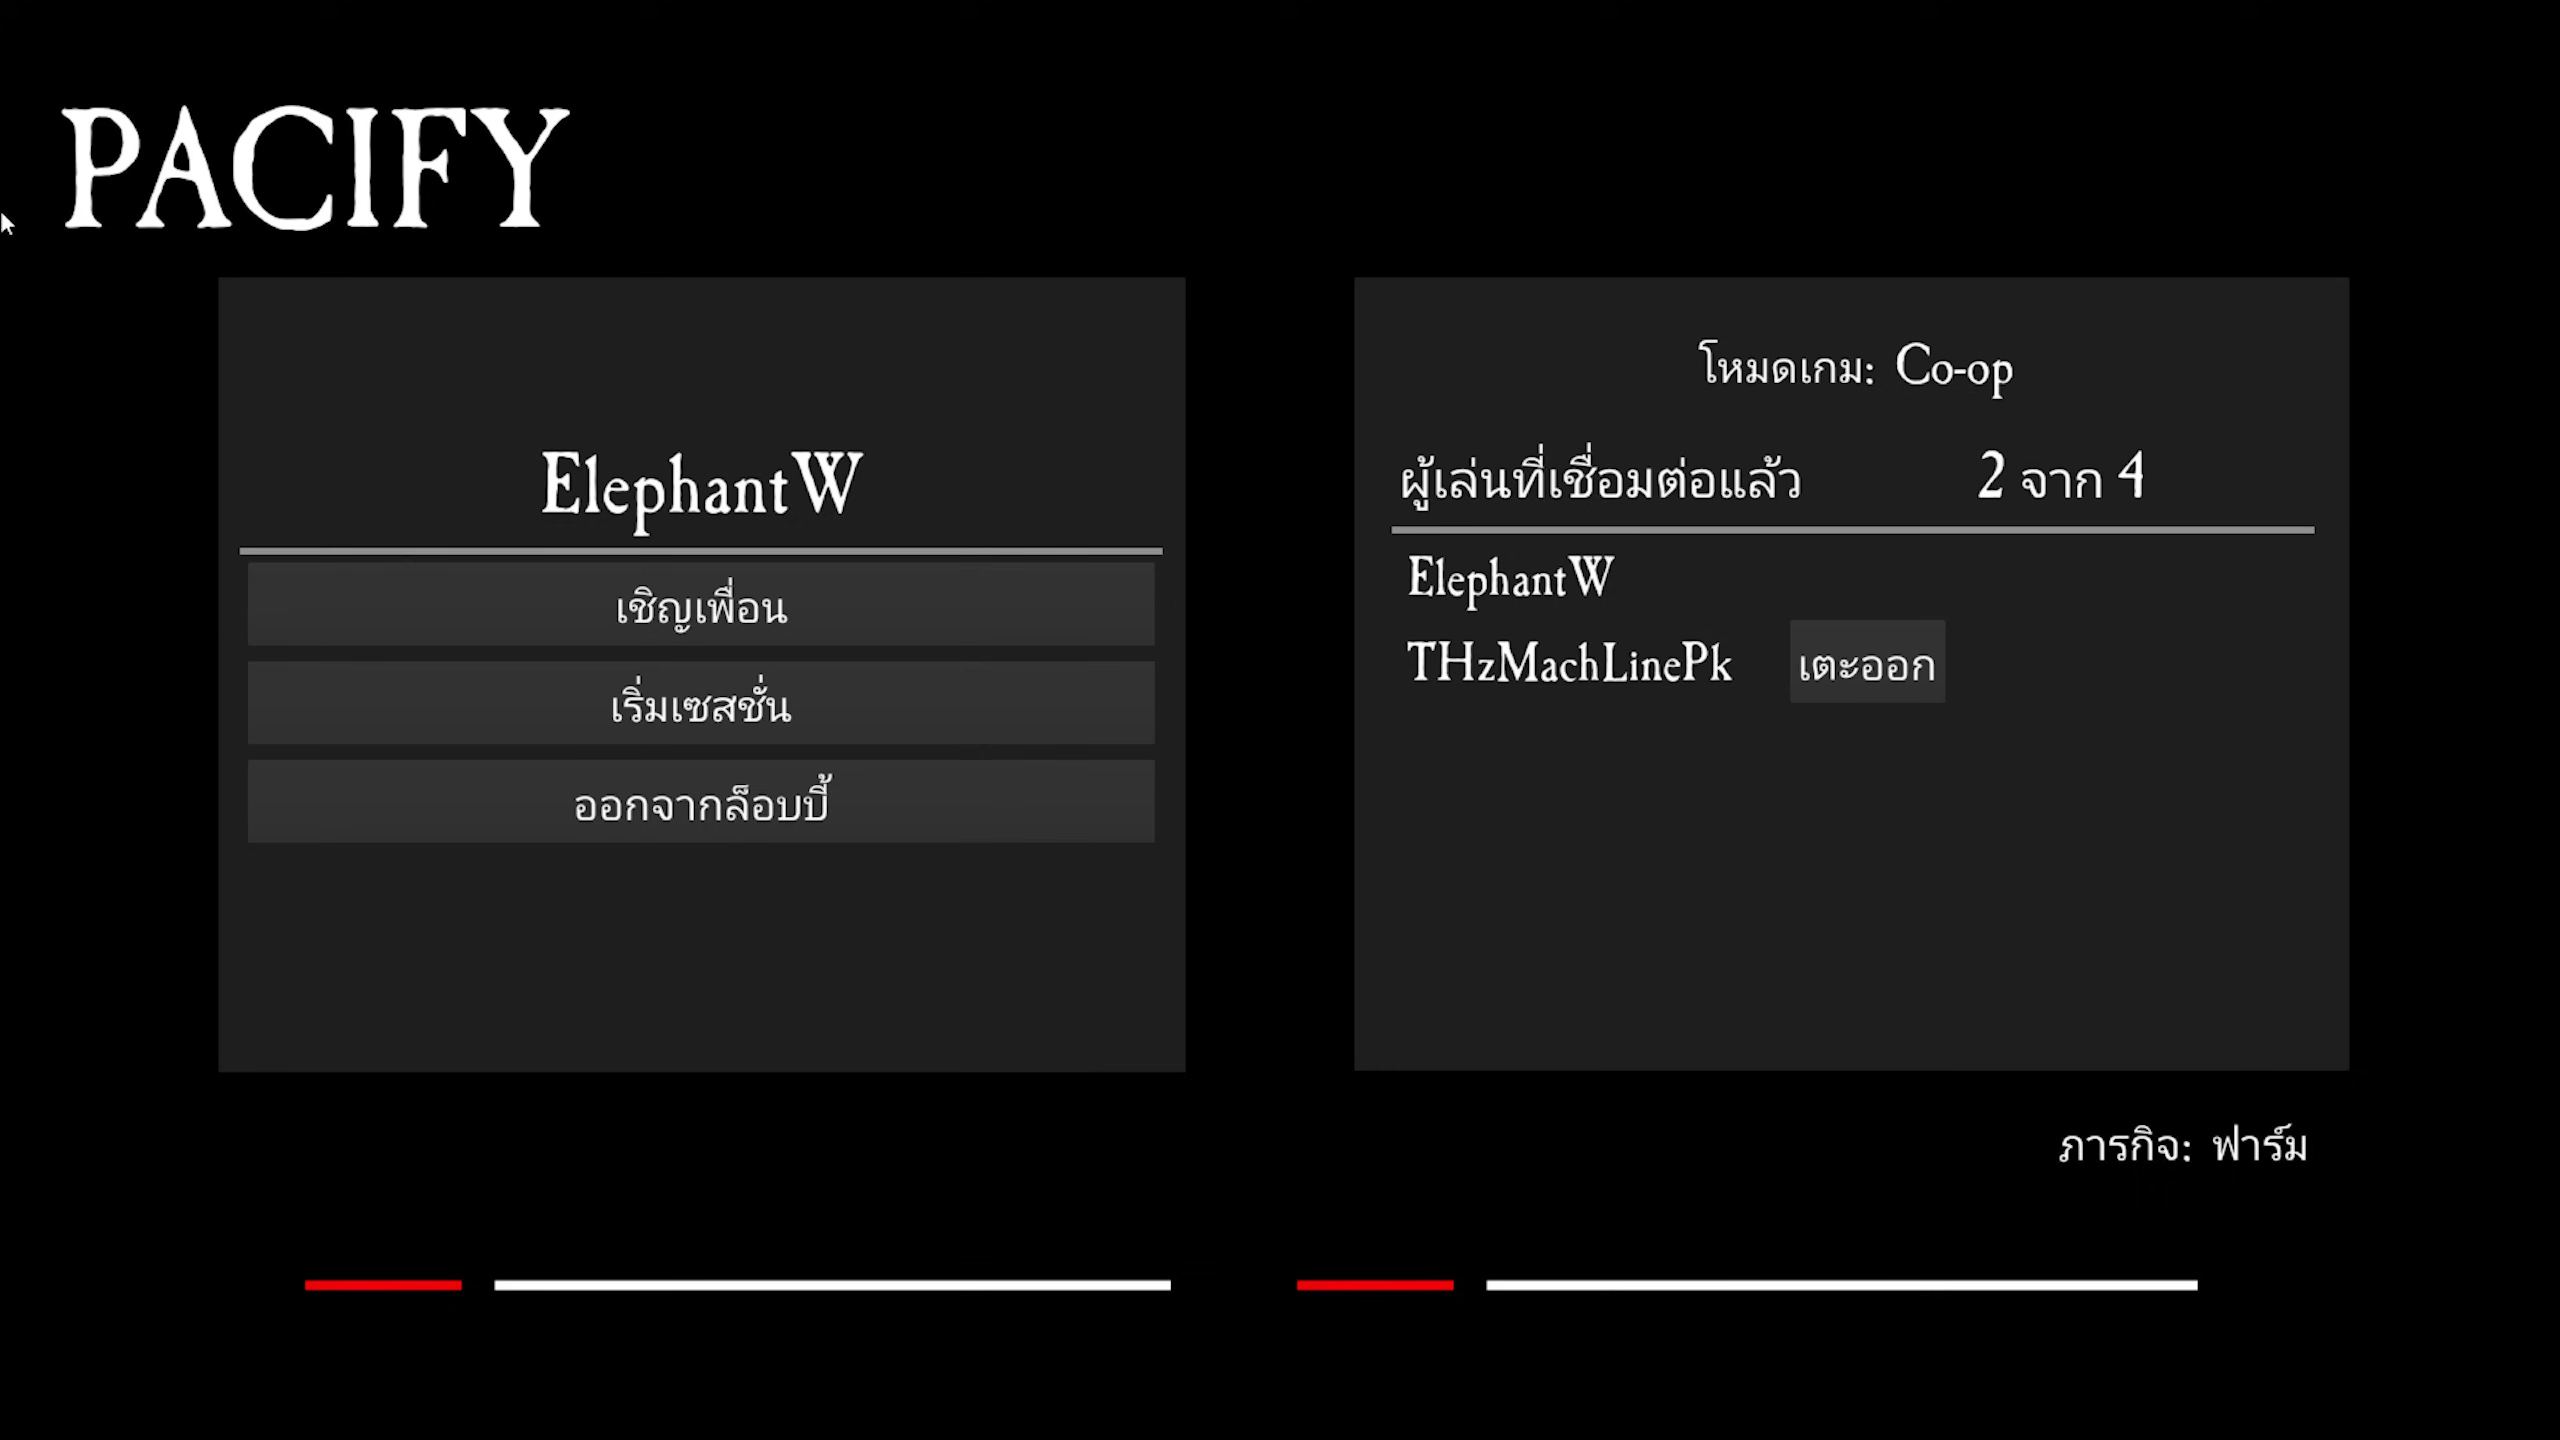 PACIFY
ElephantW
เชิญเพื่อน
เริ่มเซสชั่น
ออกจากล็อบบี้
โหมดเกม: Co-op
ผู้เล่นที่เชื่อมต่อแล้ว 2 จาก 4
ElephantW
THzMachLinePk เตะออก
ภารกิจ: ฟาร์ม